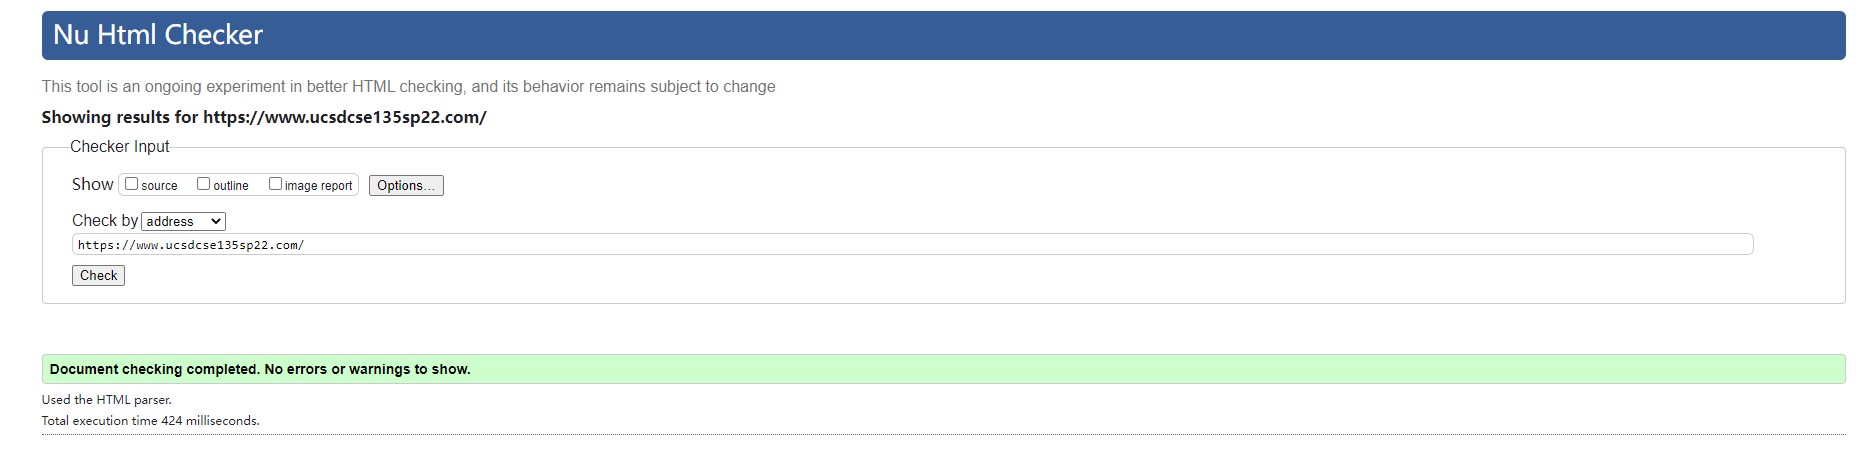 Nu Html Checker
This tool is an ongoing experiment in better HTML checking, and its behavior remains subject to change
Showing results for https://www.ucsdcse135sp22.com/
Checker Input
Show source outline image report Options...
Check by address
https://www.ucsdcse135sp22.com/
Check
Document checking completed. No errors or warnings to show.
Used the HTML parser.
Total execution time 424 milliseconds.